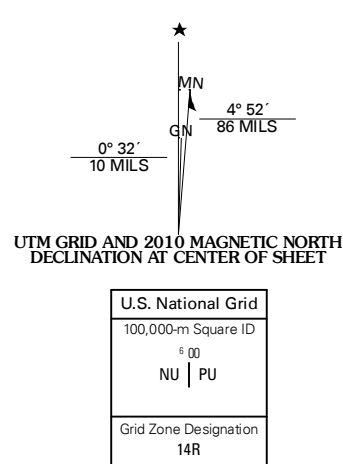 MN
4° 52´
GN
86 MILS
0° 32´
10 MILS
UTM GRID AND 2010 MAGNETIC NORTH
DECLINATION AT CENTER OF SHEET
U.S. National Grid
100,000-m Square ID
6 00
NU PU
Grid Zone Designation
14R